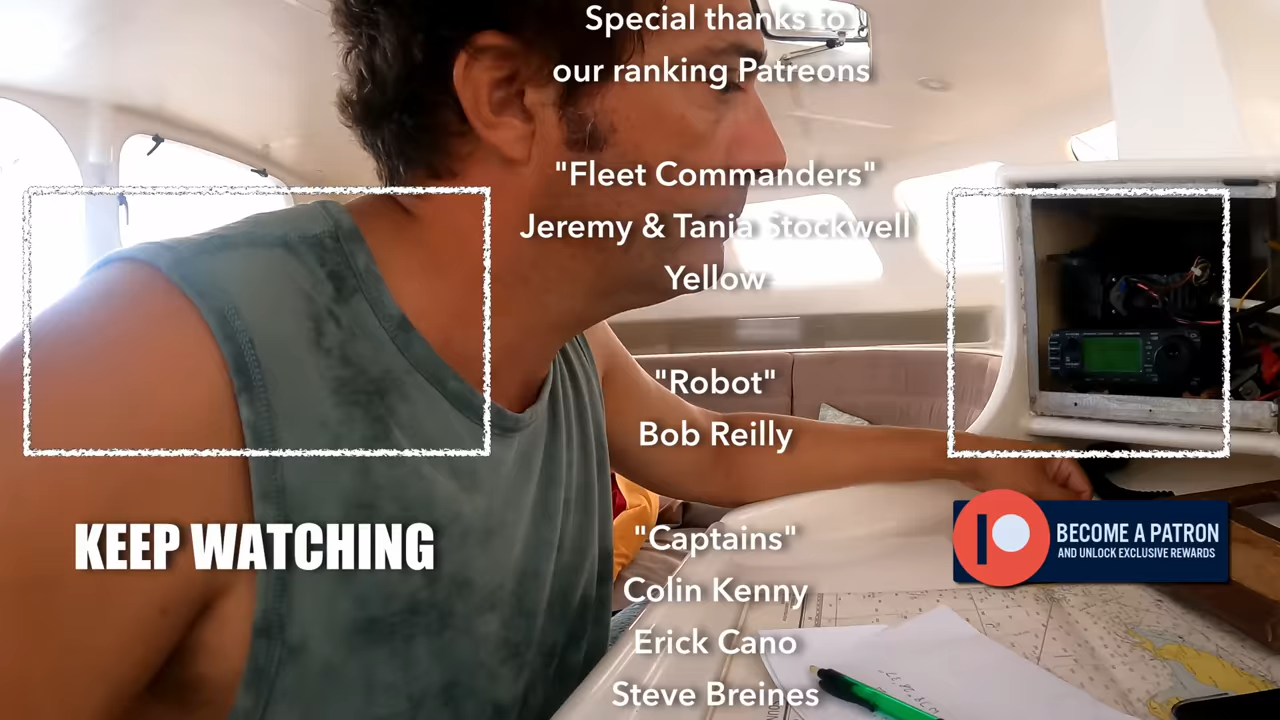 Special thanks to
our ranking Patreons
"Fleet Commanders"
Jeremy & Tania Stockwell
Yellow
"Robot"
Bob Reilly
"Captains"
Colin Kenny
Erick Cano
Steve Breines
KEEP WATCHING
BECOME A PATRON
AND UNLOCK EXCLUSIVE REWARDS